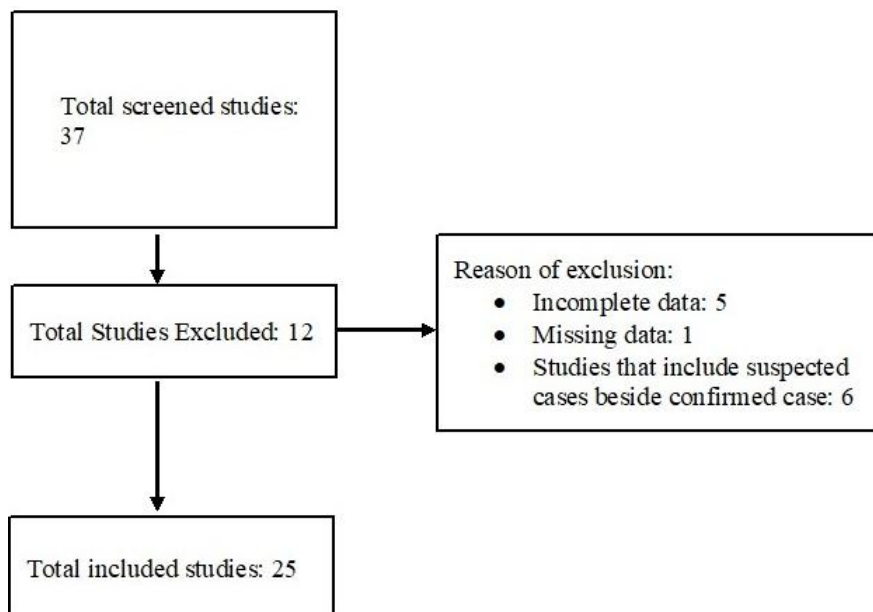 Total screened studies:
37
Total Studies Excluded: 12
Reason of exclusion:
• Incomplete data: 5
• Missing data: 1
• Studies that include suspected
cases beside confirmed case: 6
Total included studies: 25